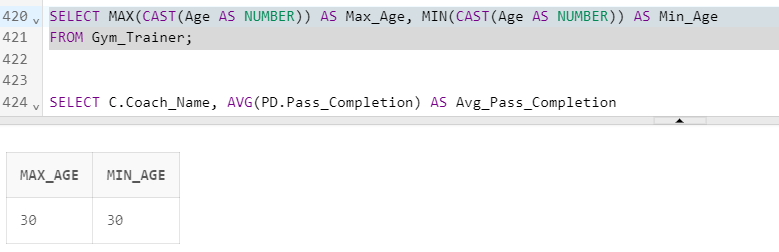 420 SELECT MAX(CAST(Age AS NUMBER)) AS Max_Age, MIN(CAST(Age AS NUMBER)) AS Min_Age
421 FROM Gym_Trainer;
422
423
424 SELECT C.Coach_Name, AVG(PD.Pass_Completion) AS Avg_Pass_Completion
MAX_AGE MIN_AGE
30 30